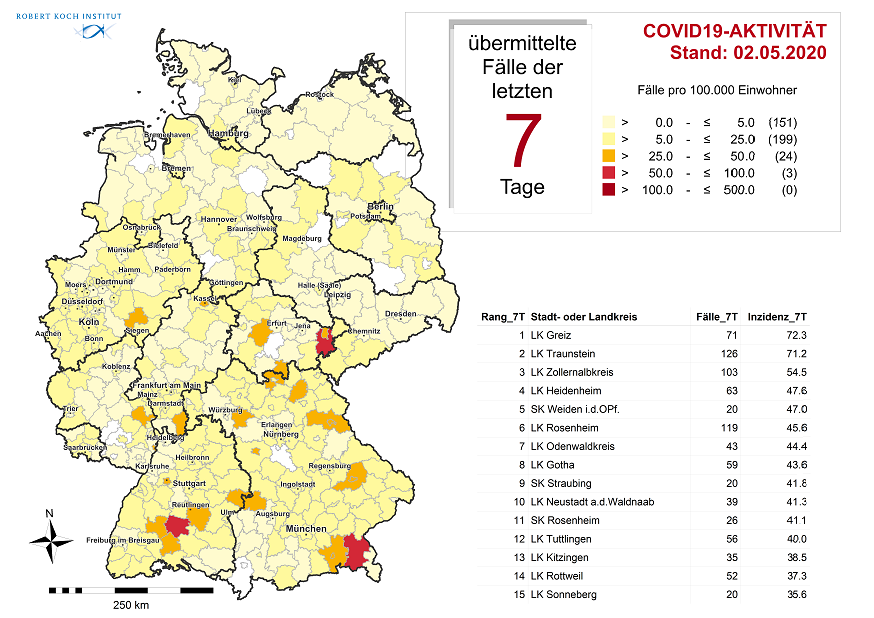 ROBERT KOCH INSTITUT
übermittelte
Fälle der
letzten
7
Tage
COVID19-AKTIVITÄT
Stand: 02.05.2020
Fälle pro 100.000 Einwohner
> 0.0 - ≤ 5.0 (151)
> 5.0 - ≤ 25.0 (199)
> 25.0 - ≤ 50.0 (24)
> 50.0 - ≤ 100.0 (3)
> 100.0 - ≤ 500.0 (0)
Kiel
Rostock
Lübeck
Bremerhaven
Hamburg
Bremen
Berlin
Potsdam
Hannover
Wolfsburg
Braunschweig
Osnabrück
Magdeburg
Münster
Bielefeld
Hamm
Paderborn
Göttingen
Halle (Saale)
Moers
Dortmund
Leipzig
Düsseldorf
Kassel
Dresden
Köln
Siegen
Erfurt
Jena
Chemnitz
Aachen
Bonn
Koblenz
Frankfurt am Main
Mainz
Darmstadt
Trier
Würzburg
Erlangen
Nürnberg
Heidelberg
Saarbrücken
Heilbronn
Karlsruhe
Regensburg
Stuttgart
Ingolstadt
Reutlingen
Ulm
Augsburg
München
Freiburg im Breisgau
N
250 km
Rang_7T Stadt- oder Landkreis Fälle_7T Inzidenz_7T
1 LK Greiz 71 72.3
2 LK Traunstein 126 71.2
3 LK Zollernalbkreis 103 54.5
4 LK Heidenheim 63 47.6
5 SK Weiden i.d.OPf. 20 47.0
6 LK Rosenheim 119 45.6
7 LK Odenwaldkreis 43 44.4
8 LK Gotha 59 43.6
9 SK Straubing 20 41.8
10 LK Neustadt a.d.Waldnaab 39 41.3
11 SK Rosenheim 26 41.1
12 LK Tuttlingen 56 40.0
13 LK Kitzingen 35 38.5
14 LK Rottweil 52 37.3
15 LK Sonneberg 20 35.6